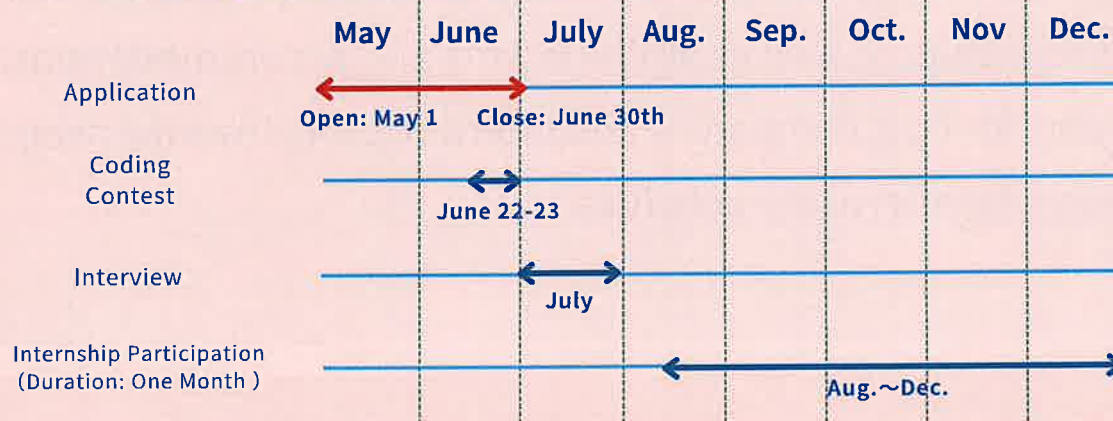 May June July Aug. Sep. Oct. Nov Dec.
Application
Open: May 1 Close: June 30th
Coding
Contest
June 22-23
Interview
July
Internship Participation
(Duration: One Month )
Aug.～Dec.